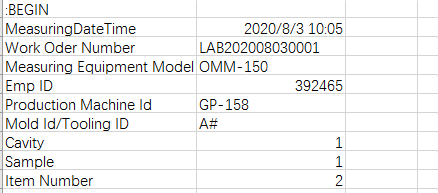 :BEGIN
MeasuringDateTime 2020/8/3 10:05
Work Oder Number LAB202008030001
Measuring Equipment Model OMM-150
Emp ID 392465
Production Machine Id GP-158
Mold Id/Tooling ID A#
Cavity 1
Sample 1
Item Number 2